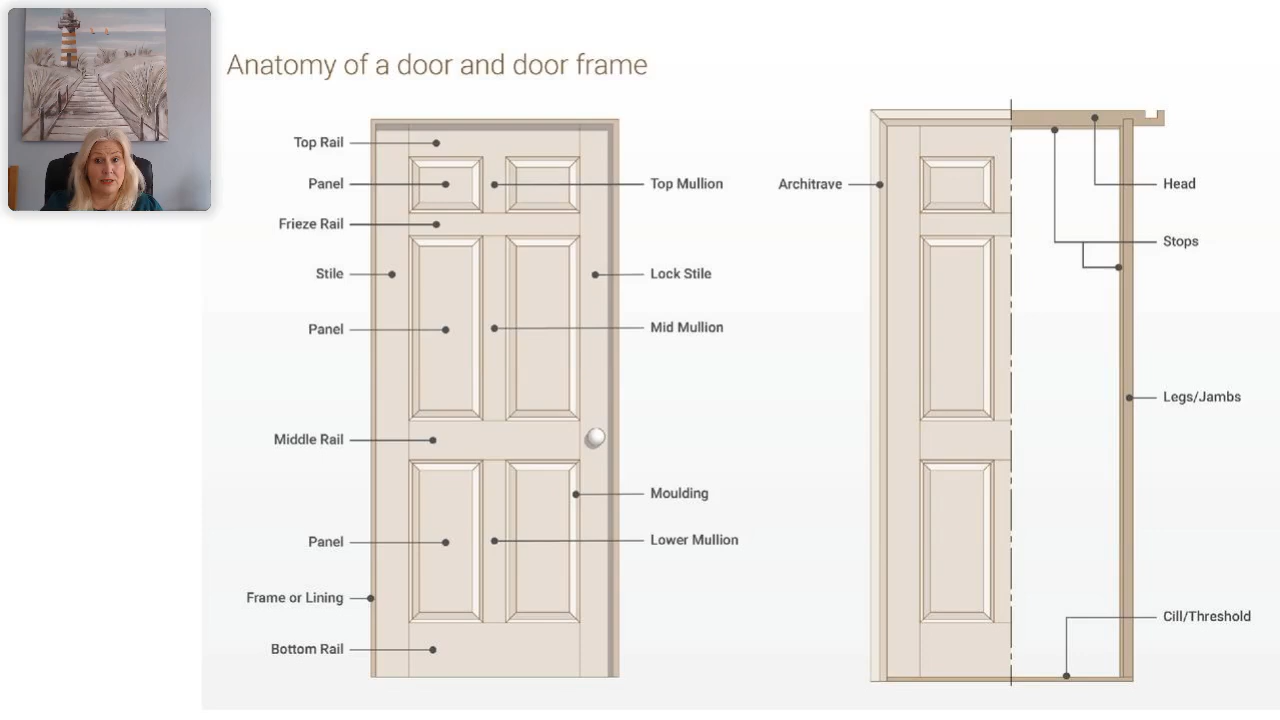 Anatomy of a door and door frame
Top Rail
Panel
Top Mullion
Frieze Rail
Stile
Lock Stile
Panel
Mid Mullion
Middle Rail
Moulding
Panel
Lower Mullion
Frame or Lining
Bottom Rail
Architrave
Head
Stops
Legs/Jambs
Cill/Threshold